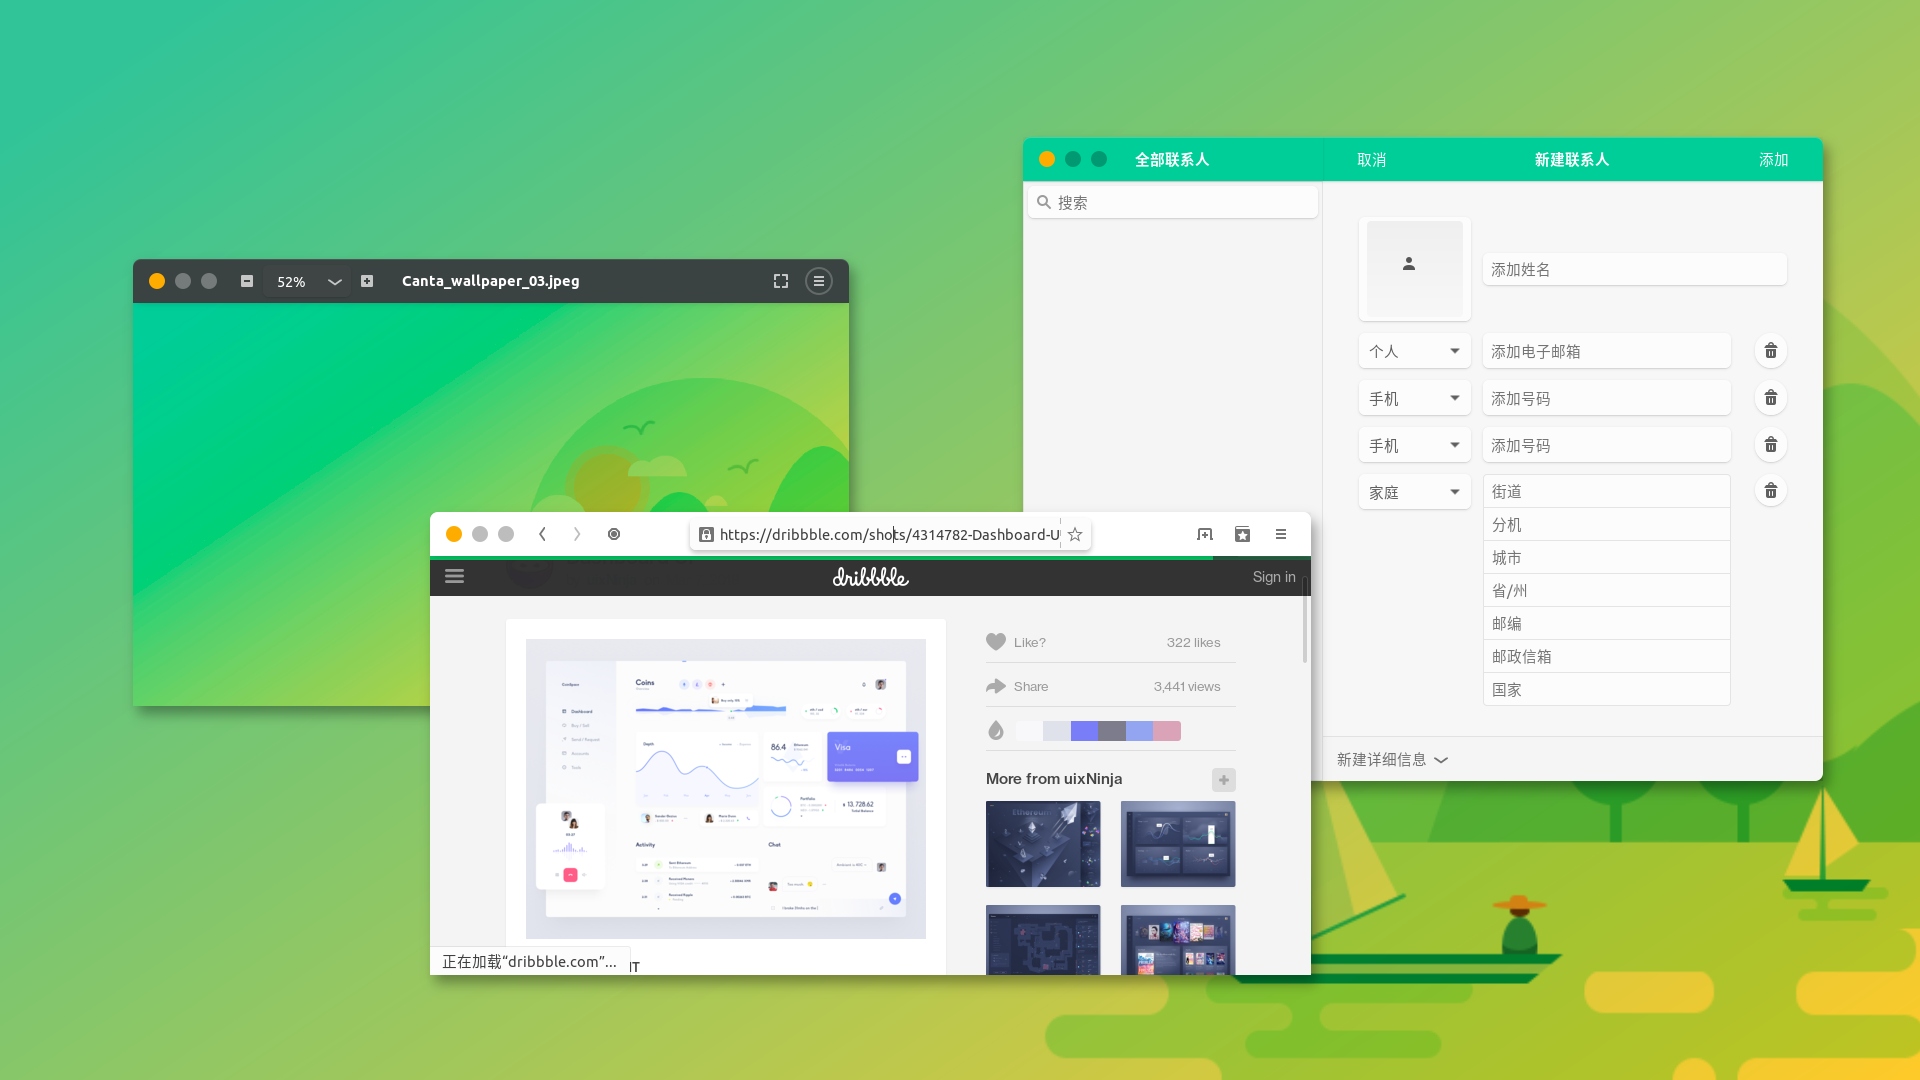 全部联系人
取消
新建联系人
添加
搜索
添加姓名
个人
添加电子邮箱
手机
添加号码
手机
添加号码
家庭
街道
分机
城市
省/州
邮编
邮政信箱
国家
新建详细信息
52%
Canta_wallpaper_03.jpeg
https://dribbble.com/shots/4314782-Dashboard-U
dribbble
Sign in
Like?
322 likes
Share
3,441 views
More from uixNinja
Coins
Dashboard
Depth
86.4
Visa
Portfolio
13,728.62
Activity
Chat
正在加载“dribbble.com”...